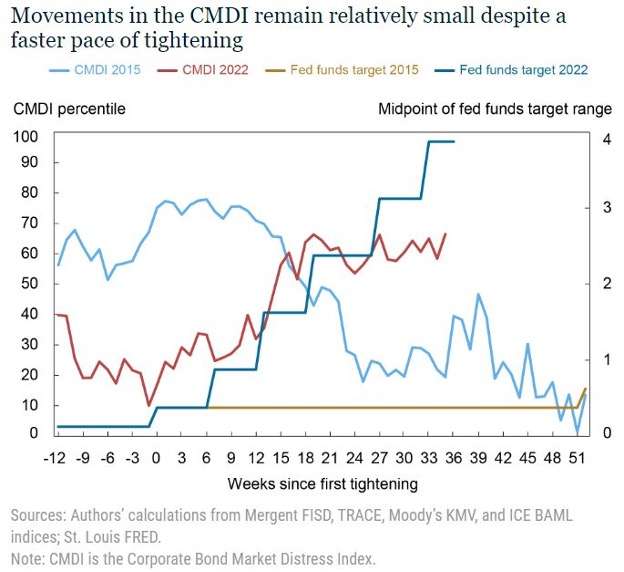 Movements in the CMDI remain relatively small despite a
faster pace of tightening
CMDI 2015 CMDI 2022 Fed funds target 2015 Fed funds target 2022
CMDI percentile Midpoint of fed funds target range
100
90
80
70
60
50
40
30
20
10
0
4
3
2
1
0
-12 -9 -6 -3 0 3 6 9 12 15 18 21 24 27 30 33 36 39 42 45 48 51
Weeks since first tightening
Sources: Authors’ calculations from Mergent FISD, TRACE, Moody’s KMV, and ICE BAML
indices; St. Louis FRED.
Note: CMDI is the Corporate Bond Market Distress Index.